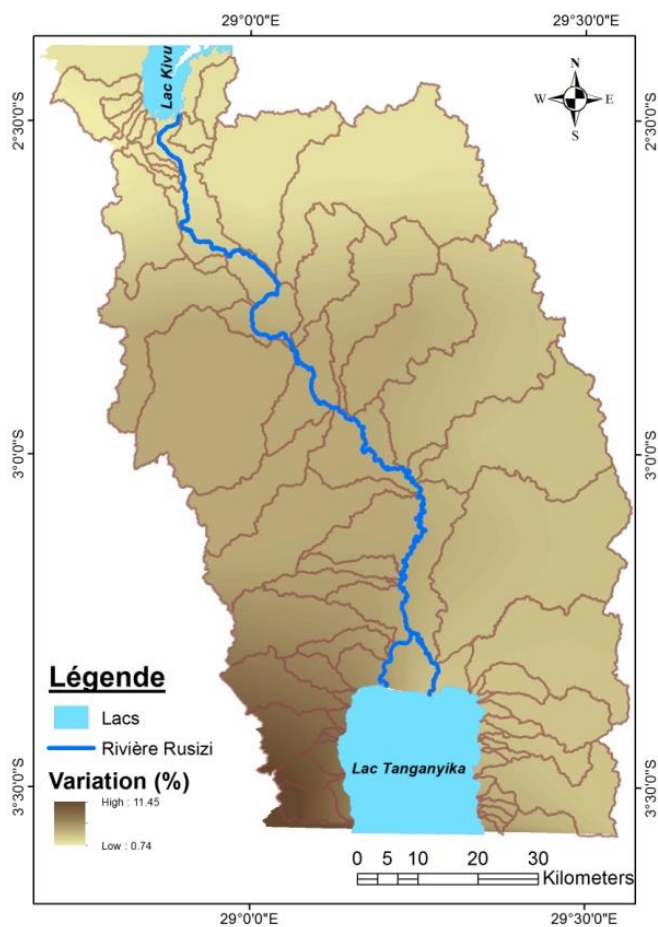 29°0'0"E
29°30'0"E
Lac Kivu
N
W
E
S
2°30'0"S
2°30'0"S
3°0'0"S
3°0'0"S
3°30'0"S
3°30'0"S
Légende
Lacs
Rivière Rusizi
Variation (%)
High : 11.45
Low : 0.74
Lac Tanganyika
0 5 10 20 30
Kilometers
29°0'0"E
29°30'0"E